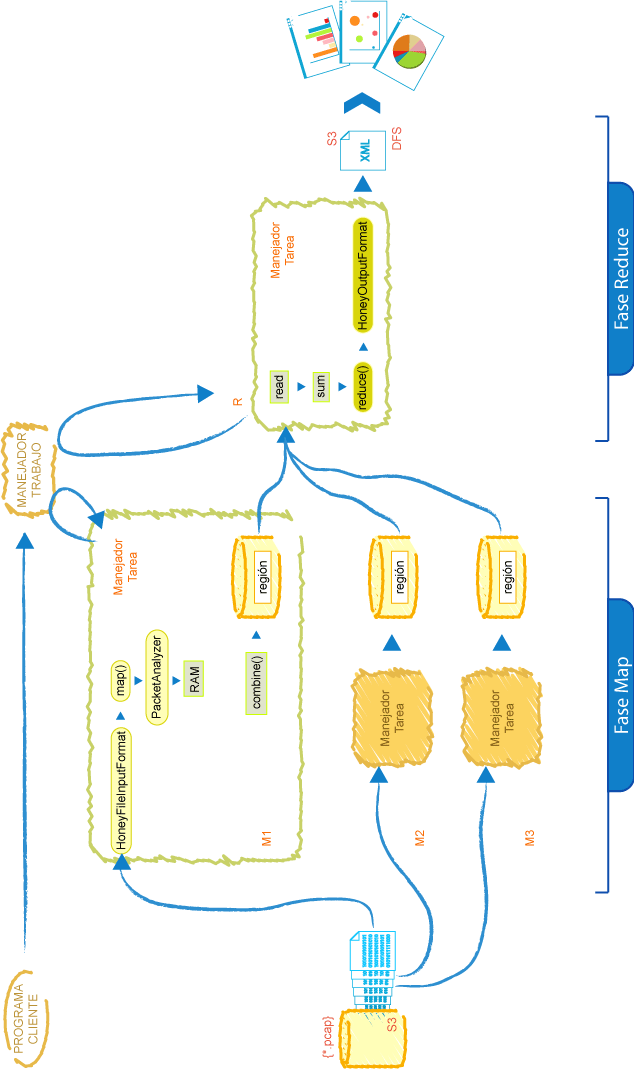 PROGRAMA
CLIENTE
MANEJADOR
TRABAJO
{*.pcap}
S3
HoneyFileInputFormat
map()
PacketAnalyzer
RAM
combine()
Manejador
Tarea
región
M1
Manejador
Tarea
región
M2
Manejador
Tarea
región
M3
R
Manejador
Tarea
read
sum
reduce()
HoneyOutputFormat
S3
XML
DFS
Fase Map
Fase Reduce